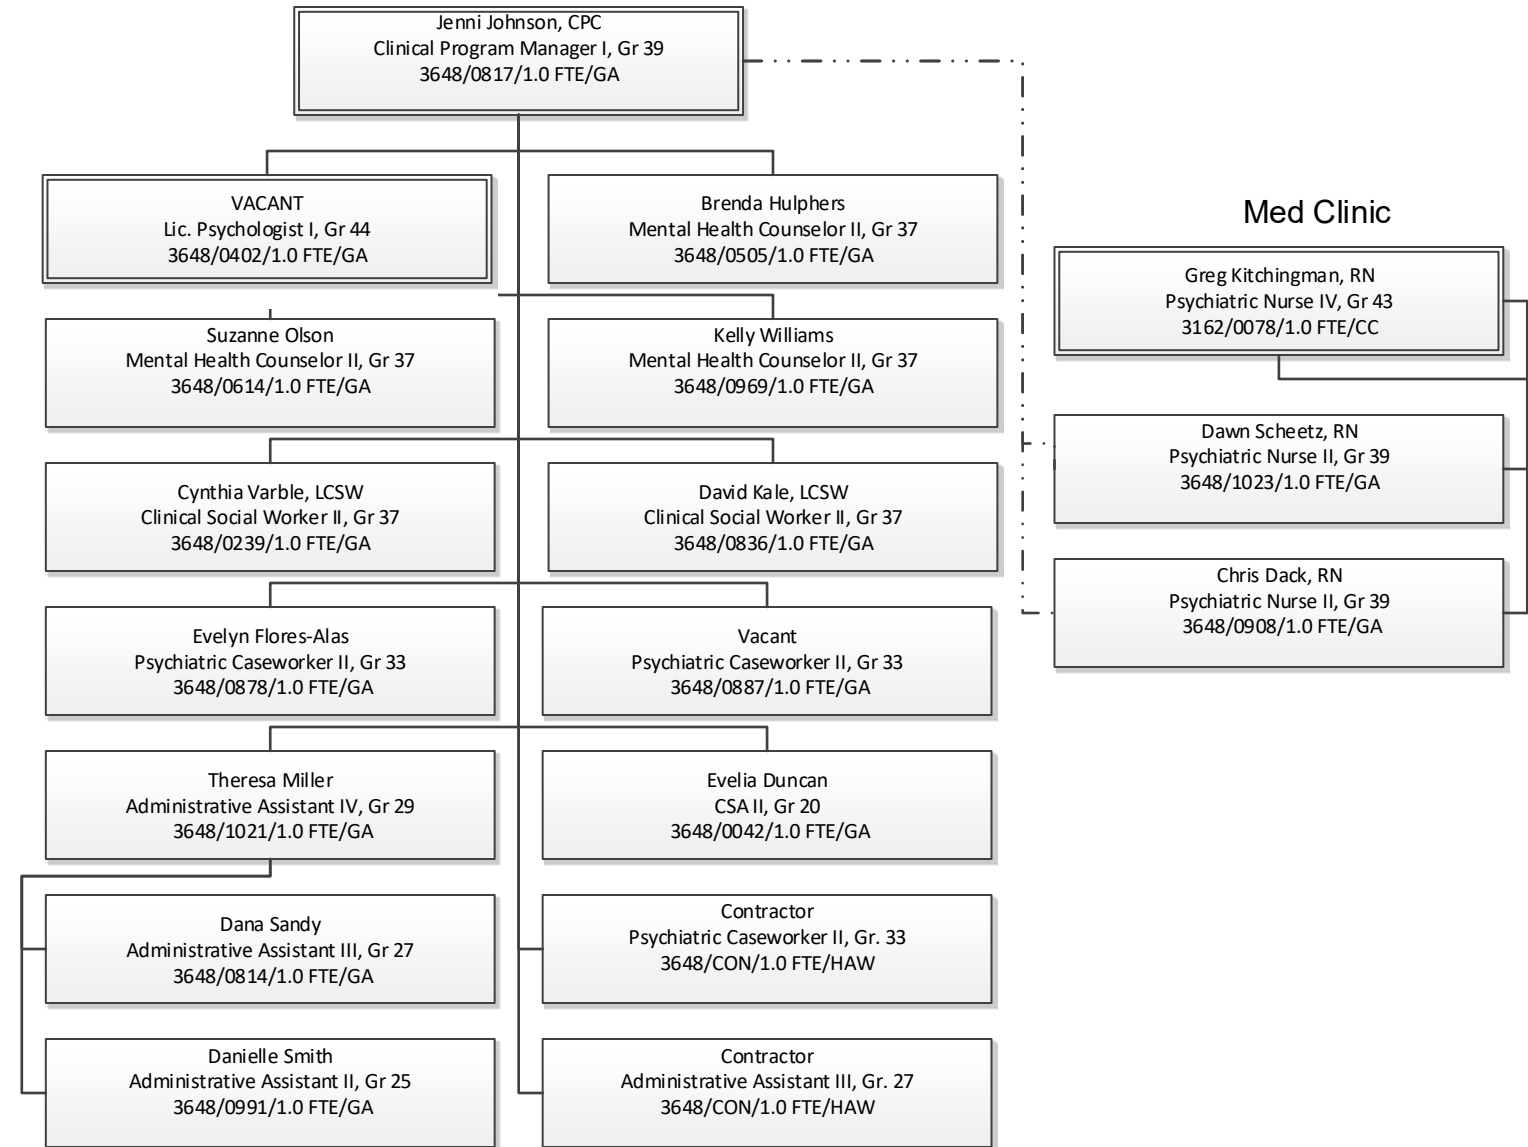 Jenni Johnson, CPC
Clinical Program Manager I, Gr 39
3648/0817/1.0 FTE/GA
VACANT
Lic. Psychologist I, Gr 44
3648/0402/1.0 FTE/GA
Brenda Hulphers
Mental Health Counselor II, Gr 37
3648/0505/1.0 FTE/GA
Suzanne Olson
Mental Health Counselor II, Gr 37
3648/0614/1.0 FTE/GA
Kelly Williams
Mental Health Counselor II, Gr 37
3648/0969/1.0 FTE/GA
Cynthia Varble, LCSW
Clinical Social Worker II, Gr 37
3648/0239/1.0 FTE/GA
David Kale, LCSW
Clinical Social Worker II, Gr 37
3648/0836/1.0 FTE/GA
Evelyn Flores-Alas
Psychiatric Caseworker II, Gr 33
3648/0878/1.0 FTE/GA
Vacant
Psychiatric Caseworker II, Gr 33
3648/0887/1.0 FTE/GA
Theresa Miller
Administrative Assistant IV, Gr 29
3648/1021/1.0 FTE/GA
Evelia Duncan
CSA II, Gr 20
3648/0042/1.0 FTE/GA
Dana Sandy
Administrative Assistant III, Gr 27
3648/0814/1.0 FTE/GA
Contractor
Psychiatric Caseworker II, Gr. 33
3648/CON/1.0 FTE/HAW
Danielle Smith
Administrative Assistant II, Gr 25
3648/0991/1.0 FTE/GA
Contractor
Administrative Assistant III, Gr. 27
3648/CON/1.0 FTE/HAW
Med Clinic
Greg Kitchingman, RN
Psychiatric Nurse IV, Gr 43
3162/0078/1.0 FTE/CC
Dawn Scheetz, RN
Psychiatric Nurse II, Gr 39
3648/1023/1.0 FTE/GA
Chris Dack, RN
Psychiatric Nurse II, Gr 39
3648/0908/1.0 FTE/GA